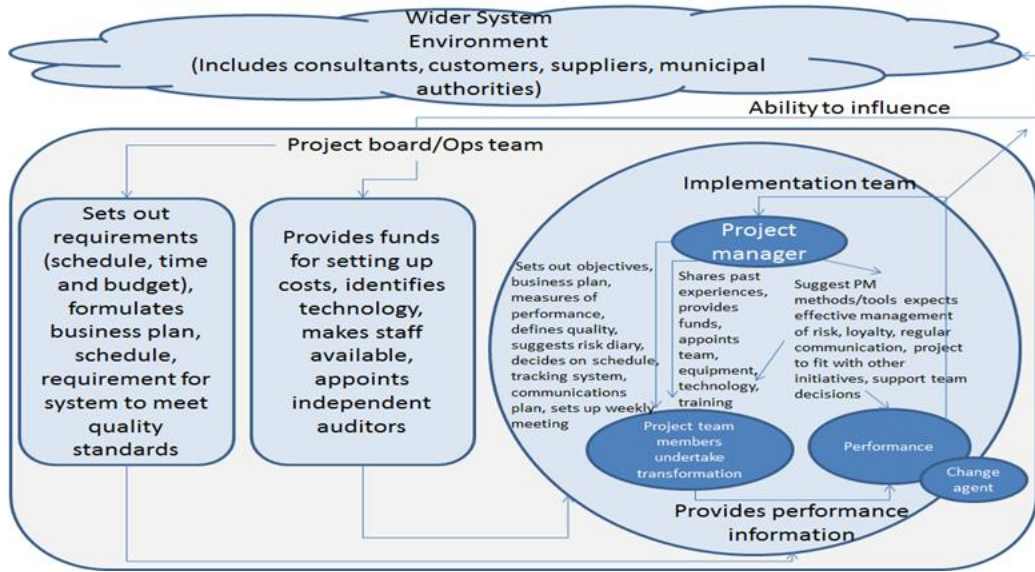 Wider System
Environment
(Includes consultants, customers, suppliers, municipal
authorities)
Ability to influence
Project board/Ops team
Sets out
requirements
(schedule, time
and budget),
formulates
business plan,
schedule,
requirement for
system to meet
quality
standards
Provides funds
for setting up
costs, identifies
technology,
makes staff
available,
appoints
independent
auditors
Implementation team
Project
manager
Sets out objectives,
business plan,
measures of
performance,
defines quality,
suggests risk diary,
decides on schedule,
tracking system,
communications
plan, sets up weekly
meeting
Shares past
experiences,
provides
funds,
appoints
team,
equipment,
technology,
training
Suggest PM
methods/tools expects
effective management
of risk, loyalty, regular
communication, project
to fit with other
initiatives, support team
decisions
Project team
members
undertake
transformation
Performance
Change
agent
Provides performance
information